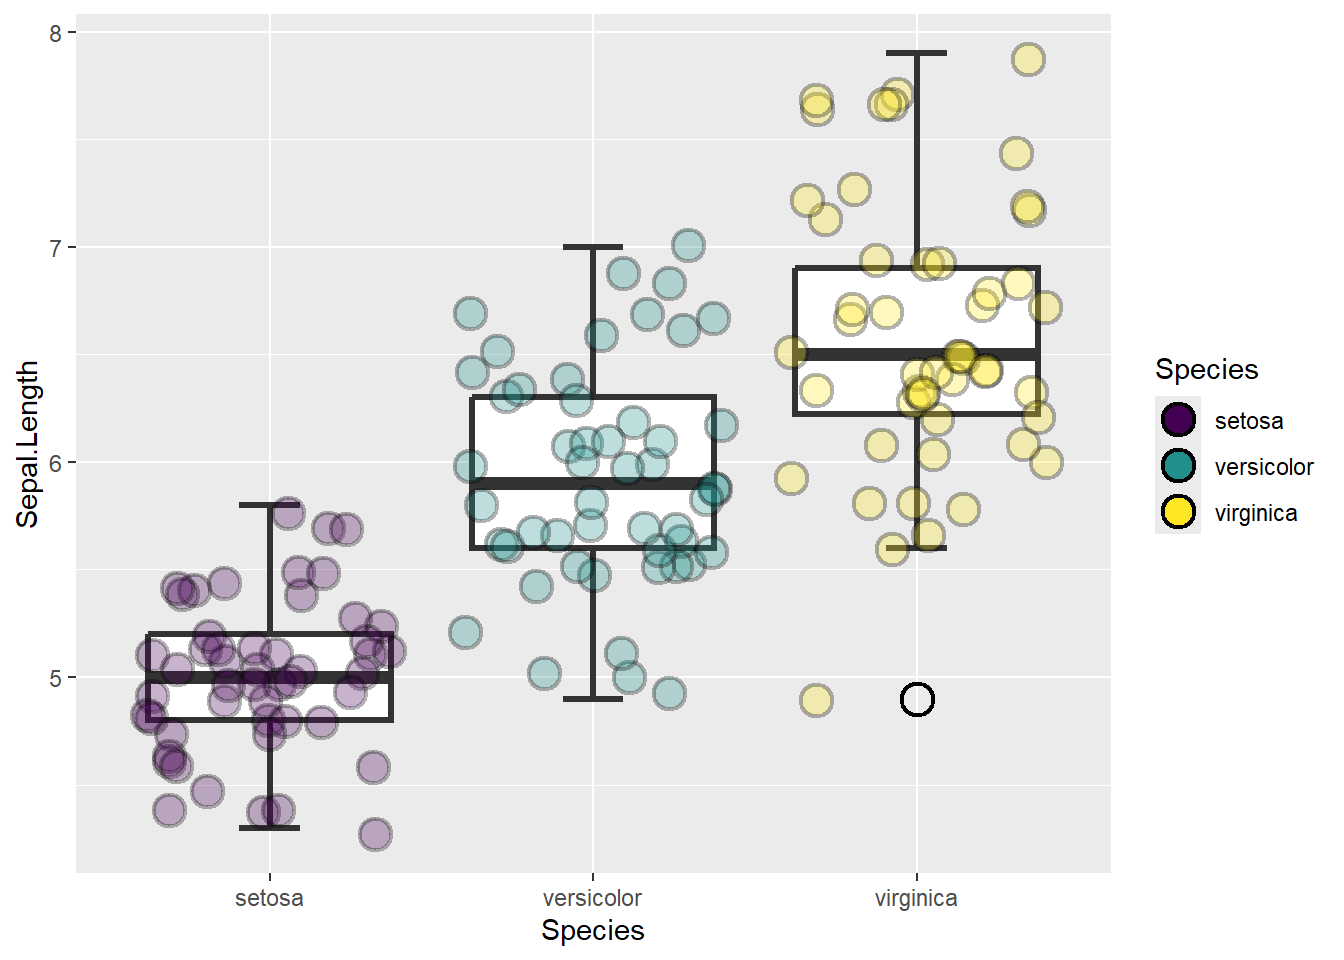 8
7
6
5
Sepal.Length
setosa
versicolor
virginica
Species
Species
setosa
versicolor
virginica